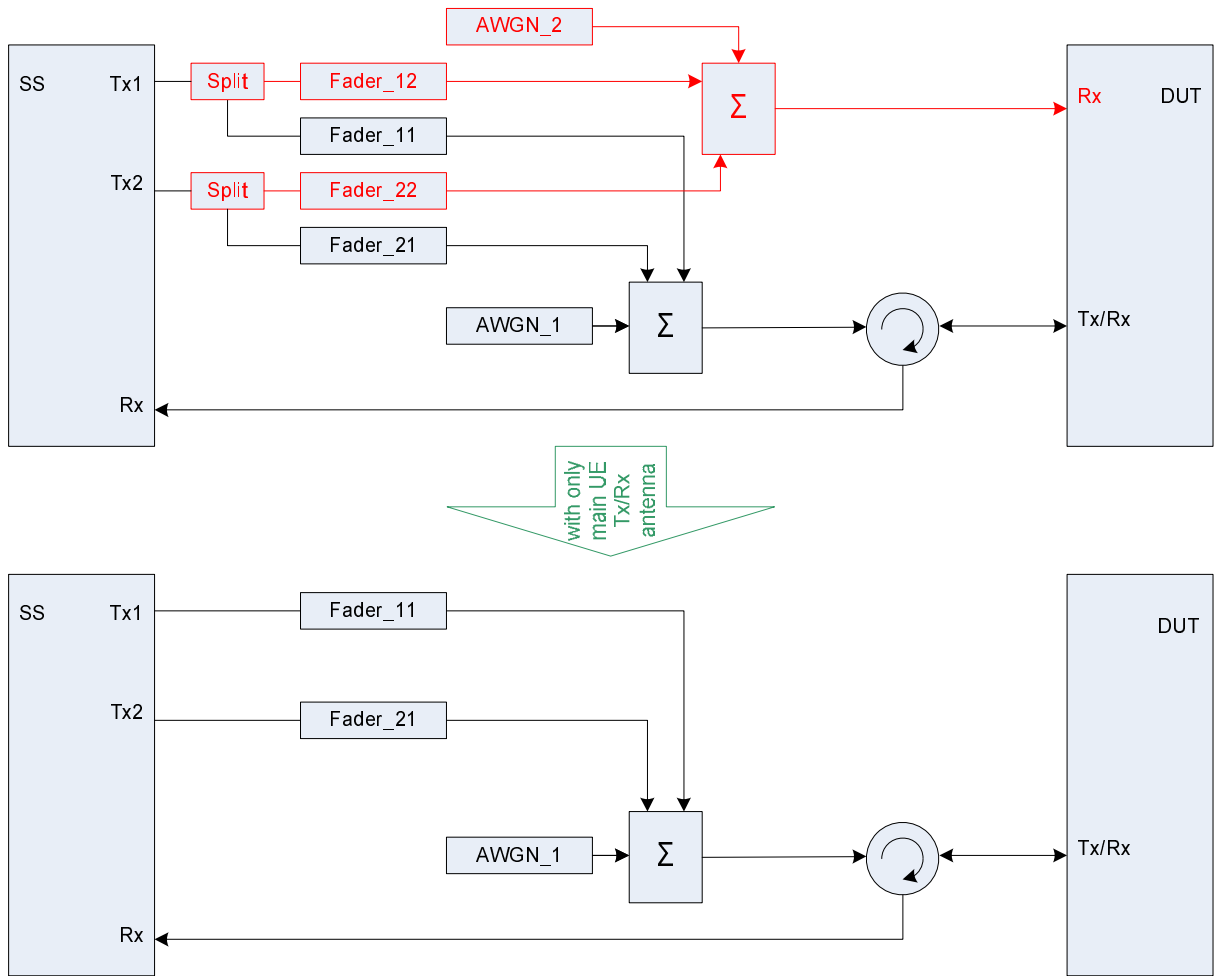 AWGN_2
SS
Tx1
Split
Fader_12
Σ
Rx
DUT
Fader_11
Tx2
Split
Fader_22
Fader_21
AWGN_1
Σ
Tx/Rx
Rx
with only
main UE
Tx/Rx
antenna
SS
Tx1
Fader_11
DUT
Tx2
Fader_21
AWGN_1
Σ
Tx/Rx
Rx